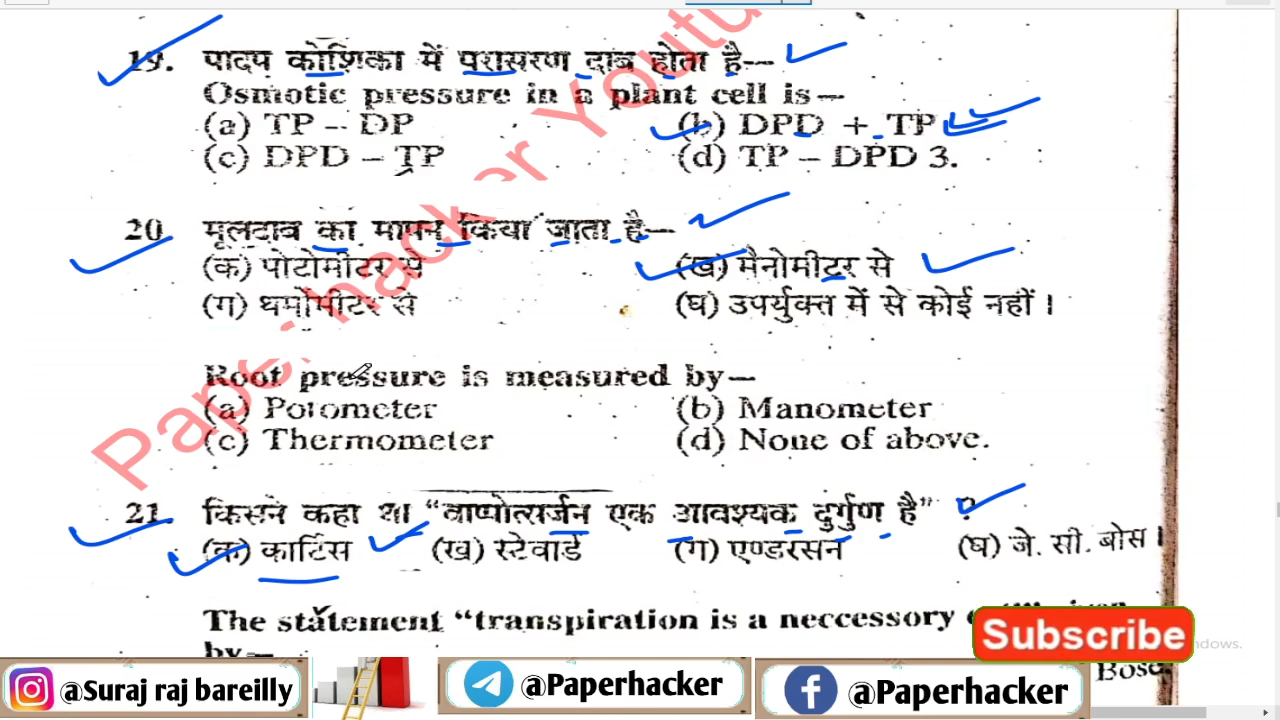 19. पादप कोशिका में परासरण दाब होता है—
Osmotic pressure in a plant cell is—
(a) TP – DP (b) DPD + TP
(c) DPD – TP (d) TP – DPD 3.
20 मूलदाब का मापन किया जाता है—
(क) पोटोमीटर से (ख) मैनोमीटर से
(ग) थर्मामीटर से (घ) उपर्युक्त में से कोई नहीं ।
Root pressure is measured by—
(a) Potometer (b) Manometer
(c) Thermometer (d) None of above.
21. किसने कहा था "वाष्पोत्सर्जन एक आवश्यक दुर्गुण है" ?
(क) कार्टिस (ख) स्टेवार्ड (ग) एण्डरसन (घ) जे. सी. बोस ।
The statement "transpiration is a neccessory
by—
Bose.
Paper hacker Youtu
Subscribe
@Suraj raj bareilly
@Paperhacker
@Paperhacker